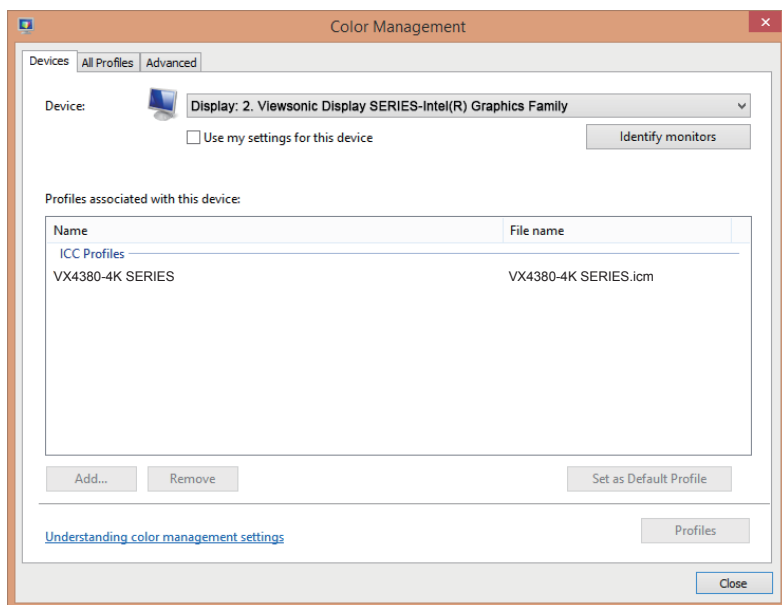 Color Management
Devices All Profiles Advanced
Device: Display: 2. Viewsonic Display SERIES-Intel(R) Graphics Family
Use my settings for this device Identify monitors
Profiles associated with this device:
Name File name
ICC Profiles
VX4380-4K SERIES VX4380-4K SERIES.icm
Add... Remove Set as Default Profile
Understanding color management settings Profiles
Close